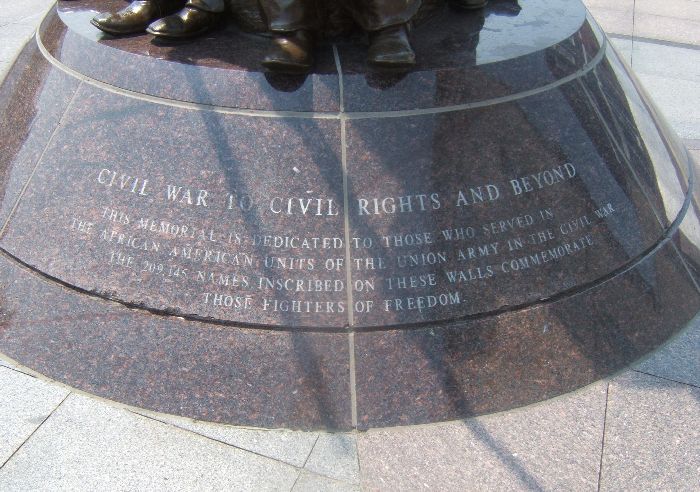 CIVIL WAR TO CIVIL RIGHTS AND BEYOND
THIS MEMORIAL IS DEDICATED TO THOSE WHO SERVED IN
THE AFRICAN AMERICAN UNITS OF THE UNION ARMY IN THE CIVIL WAR
THE 209,145 NAMES INSCRIBED ON THESE WALLS COMMEMORATE
THOSE FIGHTERS OF FREEDOM.